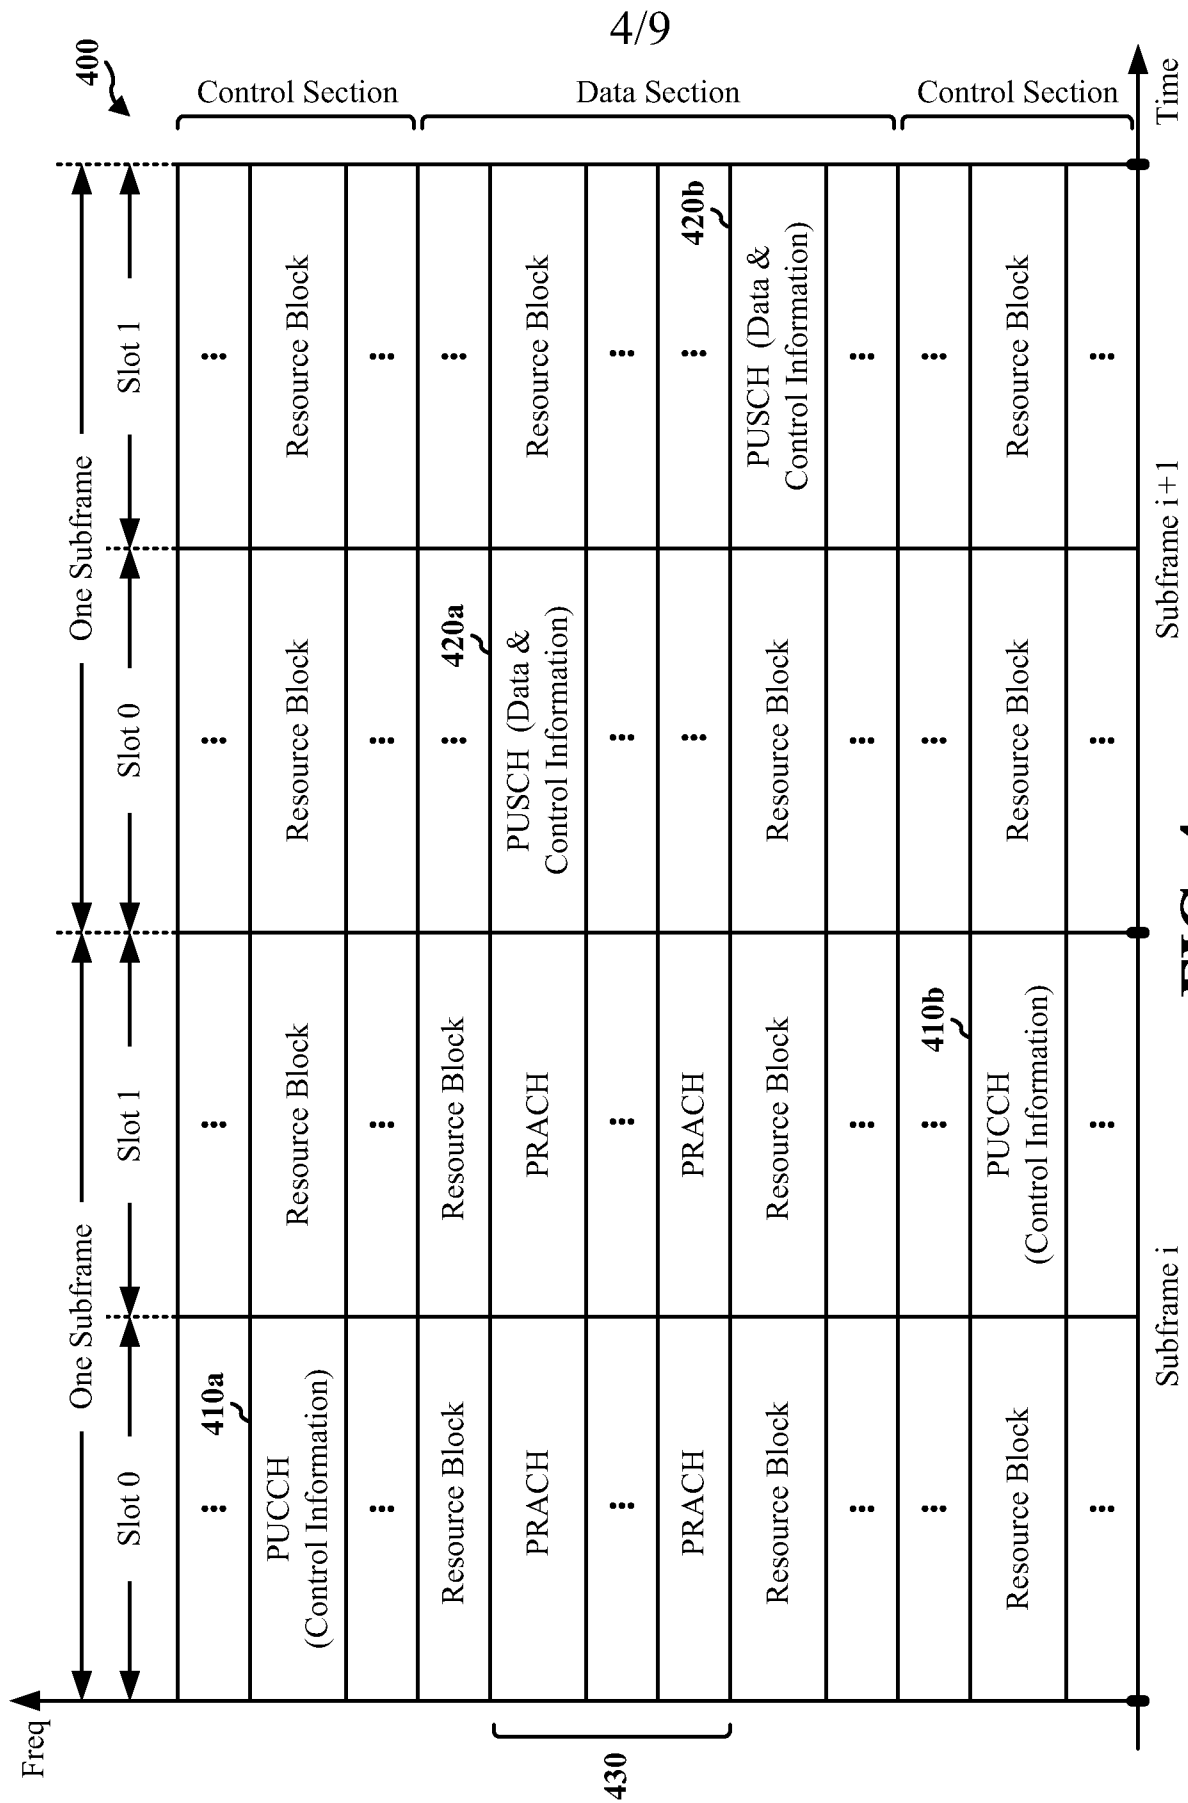 4/9
400
One Subframe
One Subframe
Slot 0
Slot 1
Slot 0
Slot 1
Freq
Control Section
Data Section
Control Section
...
...
...
...
410a
PUCCH
(Control Information)
Resource Block
Resource Block
Resource Block
...
...
...
...
Resource Block
Resource Block
...
...
420a
PRACH
PRACH
PUSCH (Data &
Control Information)
Resource Block
430
...
...
...
...
PRACH
PRACH
...
...
420b
Resource Block
Resource Block
Resource Block
PUSCH (Data &
Control Information)
...
...
...
...
...
...
...
...
410b
Resource Block
PUCCH
(Control Information)
Resource Block
Resource Block
...
...
...
...
Subframe i
Subframe i+1
Time